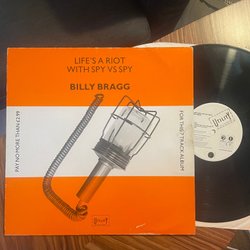 LIFE'S A RIOT
WITH SPY VS SPY
BILLY BRAGG
PAY NO MORE THAN £2.99
FOR THIS 7 TRACK ALBUM
Utility